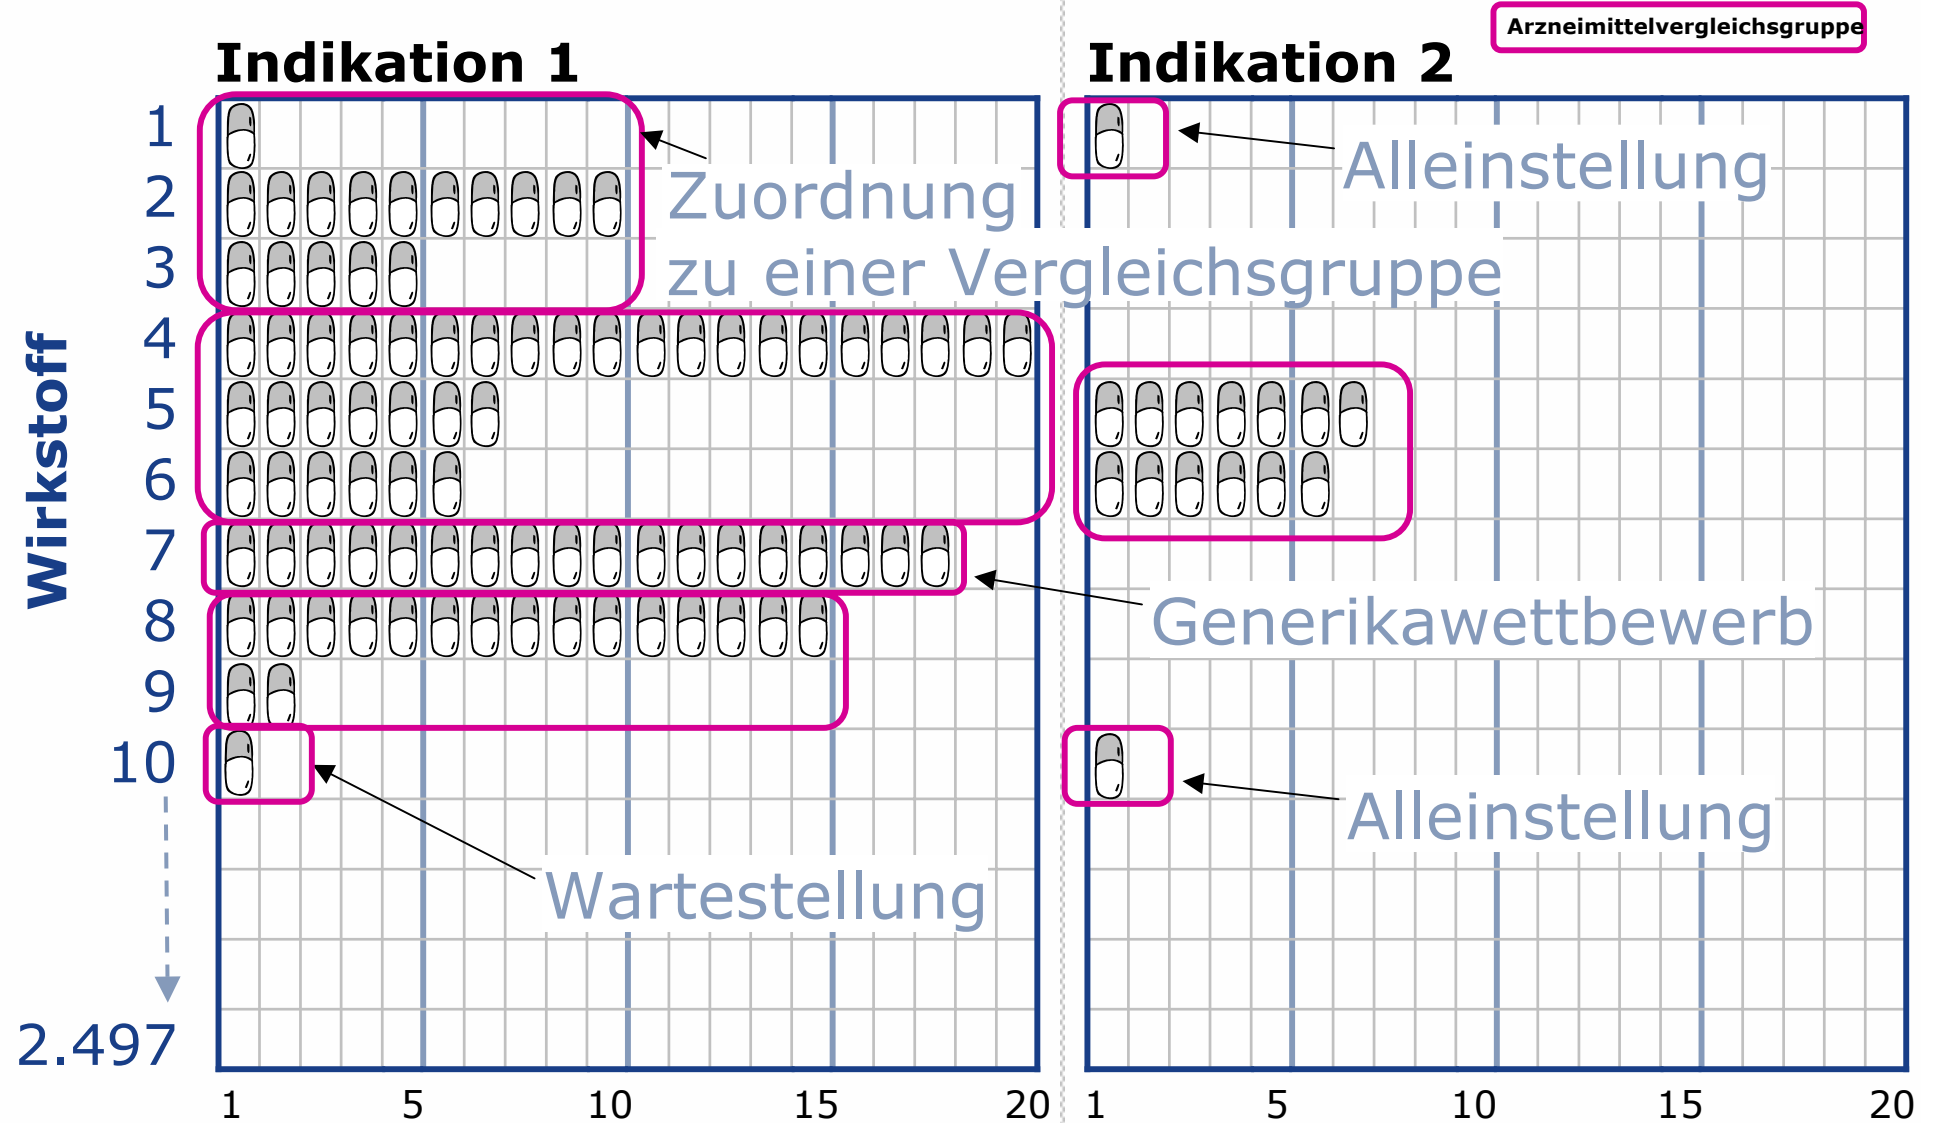 Arzneimittelvergleichsgruppe
Indikation 1
Indikation 2
Wirkstoff
1
2
3
4
5
6
7
8
9
10
2.497
Zuordnung
zu einer Vergleichsgruppe
Alleinstellung
Generikawettbewerb
Alleinstellung
Wartestellung
1 5 10 15 20
1 5 10 15 20